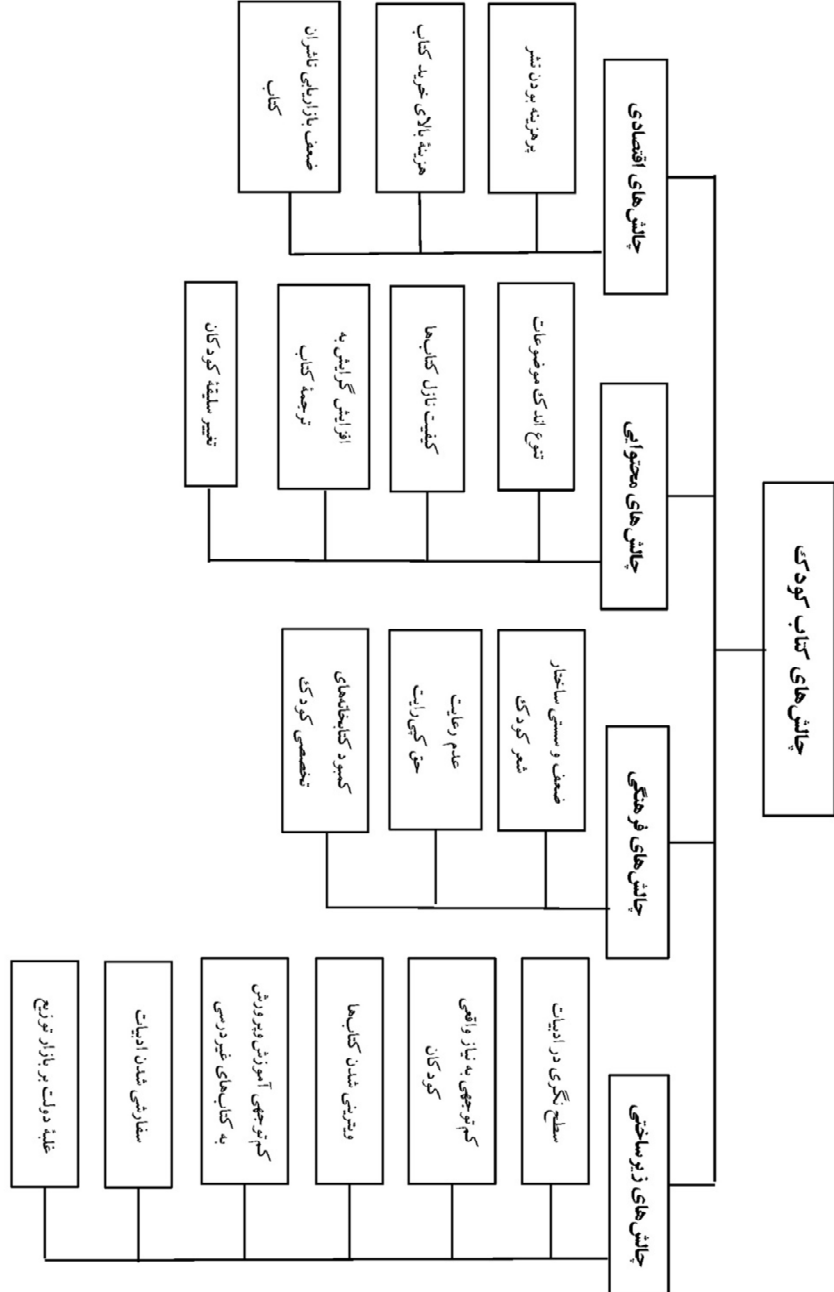 چالش‌های کتاب کودک
چالش‌های اقتصادی
پرهزینه بودن نشر
هزینهٔ بالای خرید کتاب
ضعف بازاریابی ناشران
کتاب
چالش‌های محتوایی
تنوع اندک موضوعات
کیفیت نازل کتاب‌ها
افزایش گرایش به
ترجمهٔ کتاب
تغییر سلیقهٔ کودکان
چالش‌های فرهنگی
ضعف و سستی ساختار
شعر کودک
عدم رعایت
حق کپی‌رایت
کمبود کتابخانه‌های
تخصصی کودک
چالش‌های زیرساختی
سطح نگری در ادبیات
کم توجهی به نیاز واقعی
کودکان
ویترینی شدن کتاب‌ها
کم توجهی آموزش وپرورش
به کتاب‌های غیردرسی
سفارشی شدن ادبیات
غلبهٔ دولت بر بازار توزیع